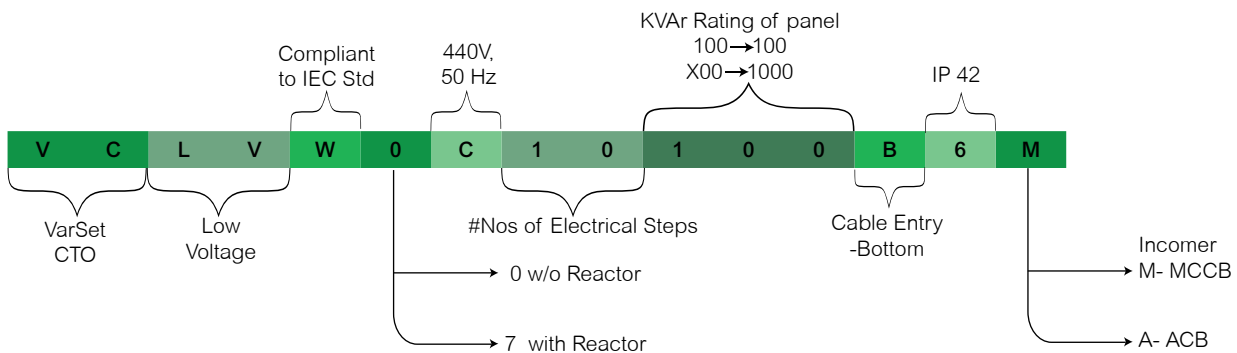 KVAr Rating of panel
100→100
X00→1000
Compliant
to IEC Std
440V,
50 Hz
IP 42
V C L V W 0 C 1 0 1 0 0 B 6 M
VarSet
CTO
Low
Voltage
#Nos of Electrical Steps
Cable Entry
-Bottom
0 w/o Reactor
7 with Reactor
Incomer
M- MCCB
A- ACB